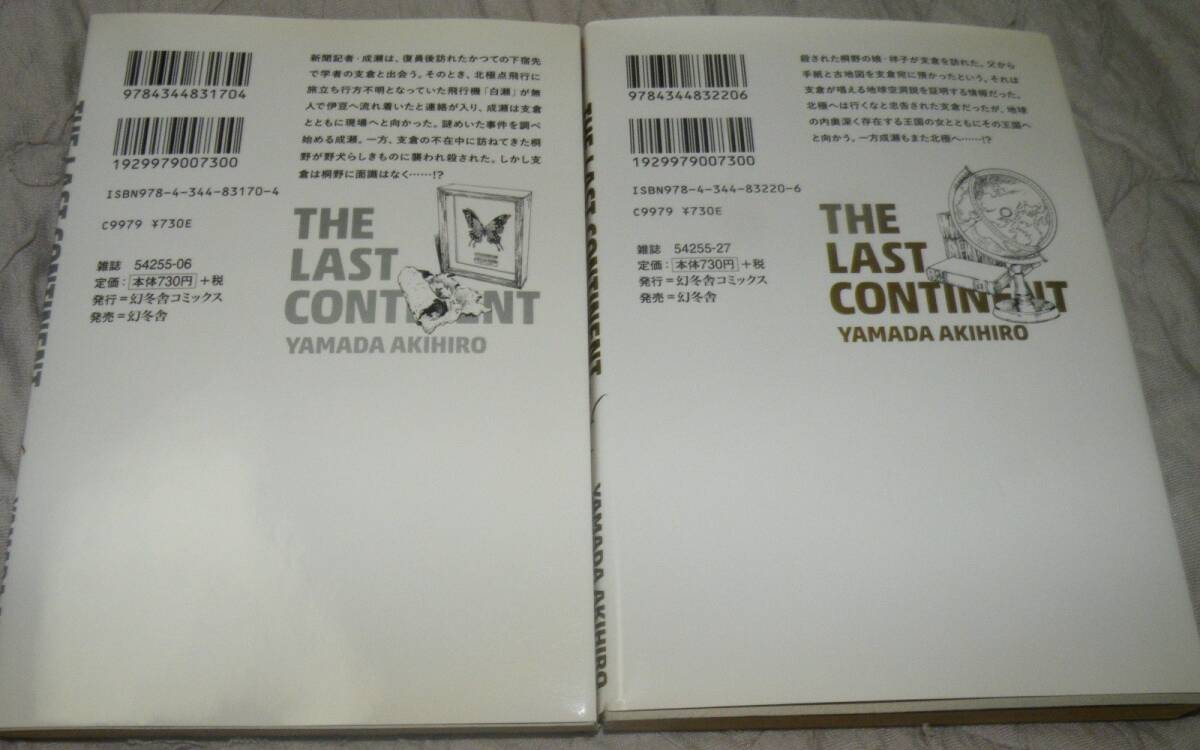 9784344831704
1929979007300
ISBN978-4-344-83170-4
C9979 ¥730E
雑誌 54255-06
定価：本体730円+税
発行＝幻冬舎コミックス
発売＝幻冬舎
新聞記者・成瀬は、復員後訪れたかつての下宿先
で学者の支倉と出会う。そのとき、北極点飛行に
旅立ち行方不明となっていた飛行機「白瀬」が無
人で伊豆へ流れ着いたと連絡が入り、成瀬は支倉
とともに現場へと向かった。謎めいた事件を調べ
始める成瀬。一方、支倉の不在中に訪ねてきた桐
野が野犬らしきものに襲われ殺された。しかし支
倉は桐野に面識はなく……!?
THE
LAST
CONTINENT
YAMADA AKIHIRO
THE LAST CONTINENT
9784344832206
1929979007300
ISBN978-4-344-83220-6
C9979 ¥730E
雑誌 54255-27
定価：本体730円+税
発行＝幻冬舎コミックス
発売＝幻冬舎
殺された桐野の娘・祥子が支倉を訪れた。父から
手紙と古地図を支倉宛に預かったという。それは
支倉が唱える地球空洞説を証明する情報だった。
北極へは行くなと忠告された支倉だったが、地球
の内奥深く存在する王国の女とともにその王国へ
と向かう。一方成瀬もまた北極へ……!?
THE
LAST
CONTINENT
YAMADA AKIHIRO
THE LAST CONTINENT
YAMADA AKIHIRO